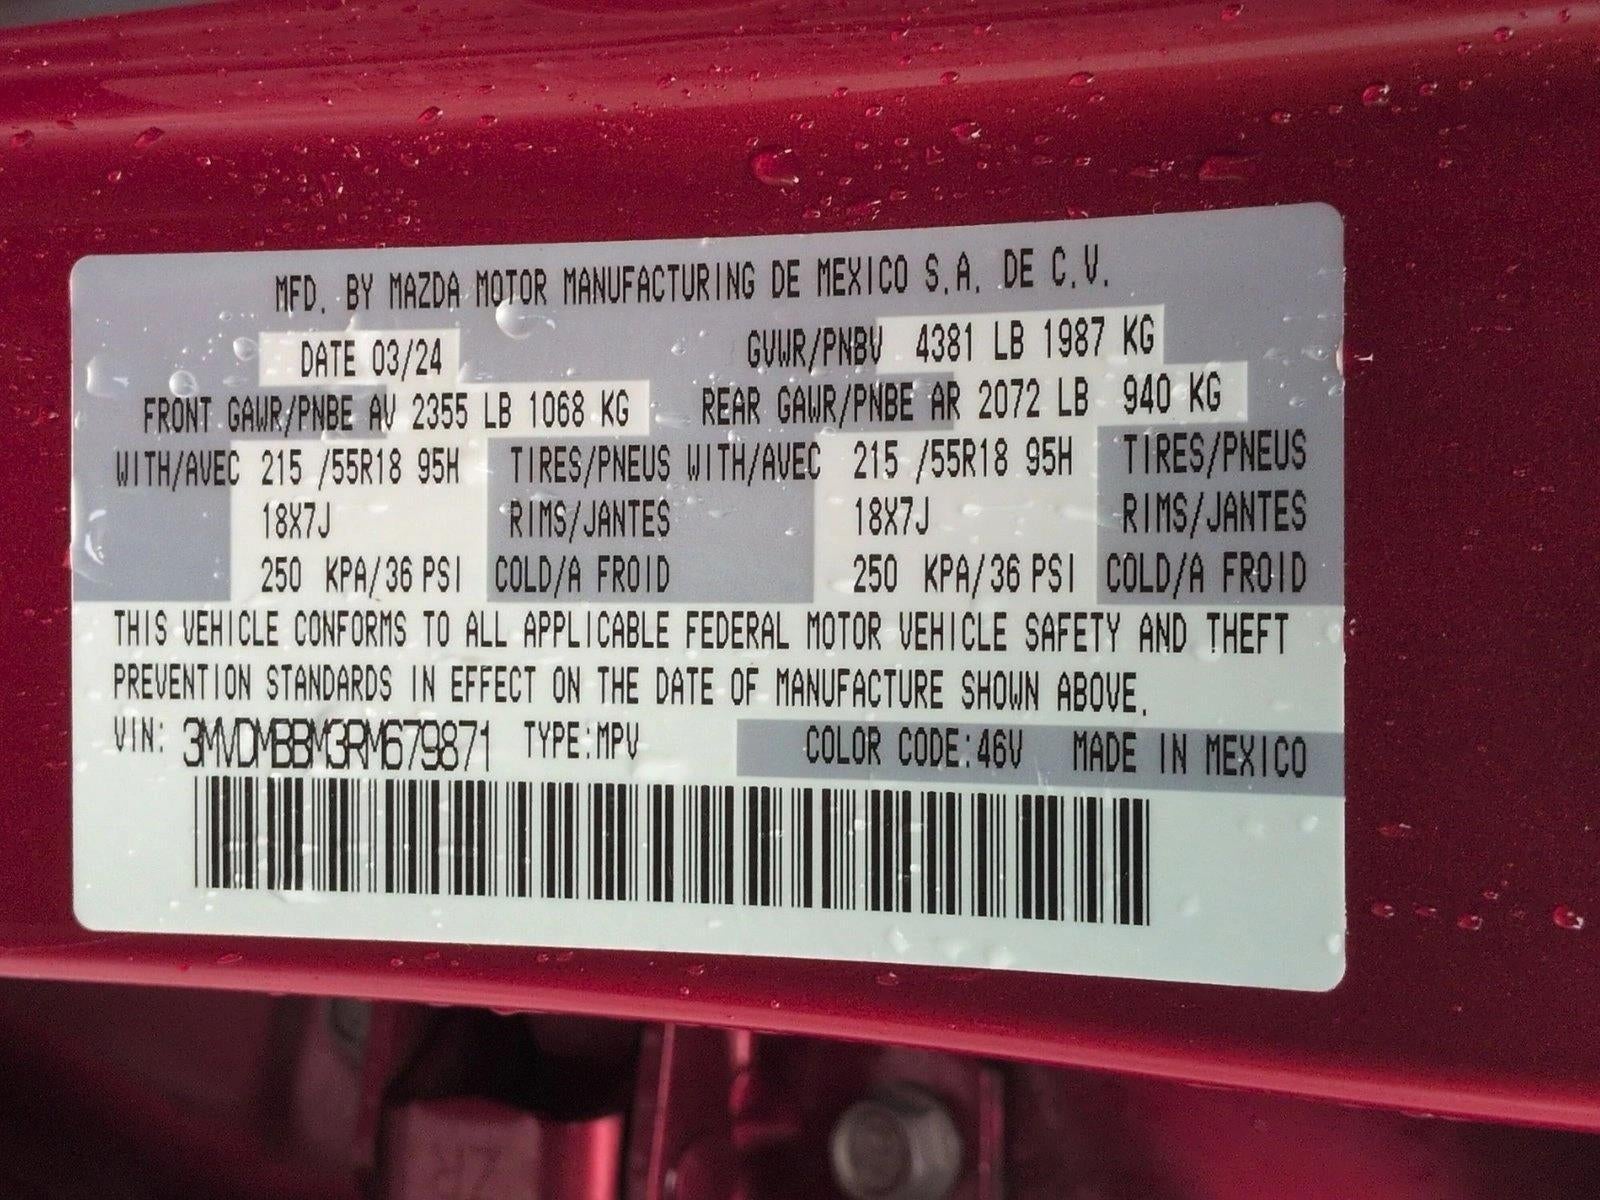 MFD. BY MAZDA MOTOR MANUFACTURING DE MEXICO S.A. DE C.V.
DATE 03/24 GVWR/PNBV 4381 LB 1987 KG
FRONT GAWR/PNBE AV 2355 LB 1068 KG REAR GAWR/PNBE AR 2072 LB 940 KG
WITH/AVEC 215 /55R18 95H TIRES/PNEUS WITH/AVEC 215 /55R18 95H TIRES/PNEUS
18X7J RIMS/JANTES 18X7J RIMS/JANTES
250 KPA/36 PSI COLD/A FROID 250 KPA/36 PSI COLD/A FROID
THIS VEHICLE CONFORMS TO ALL APPLICABLE FEDERAL MOTOR VEHICLE SAFETY AND THEFT
PREVENTION STANDARDS IN EFFECT ON THE DATE OF MANUFACTURE SHOWN ABOVE.
VIN: 3MVDMBBM3RM679871 TYPE:MPV COLOR CODE:46V MADE IN MEXICO